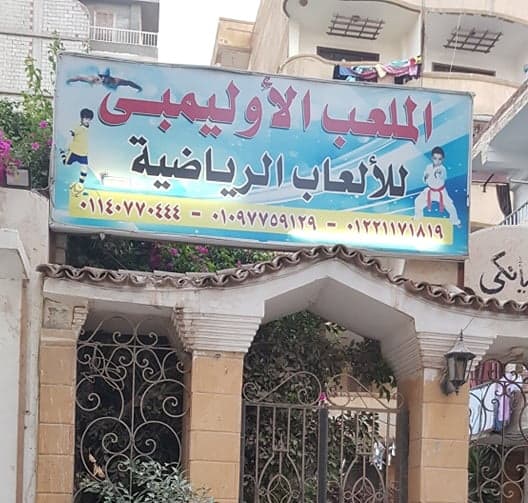 الملعب الأوليمبى
للألعاب الرياضية
٠١١٤٠٧٧٠٤٤٤ - ٠١٠٩٧٧٥٩١٢٩ - ٠١٢٢١١٧١٨١٩